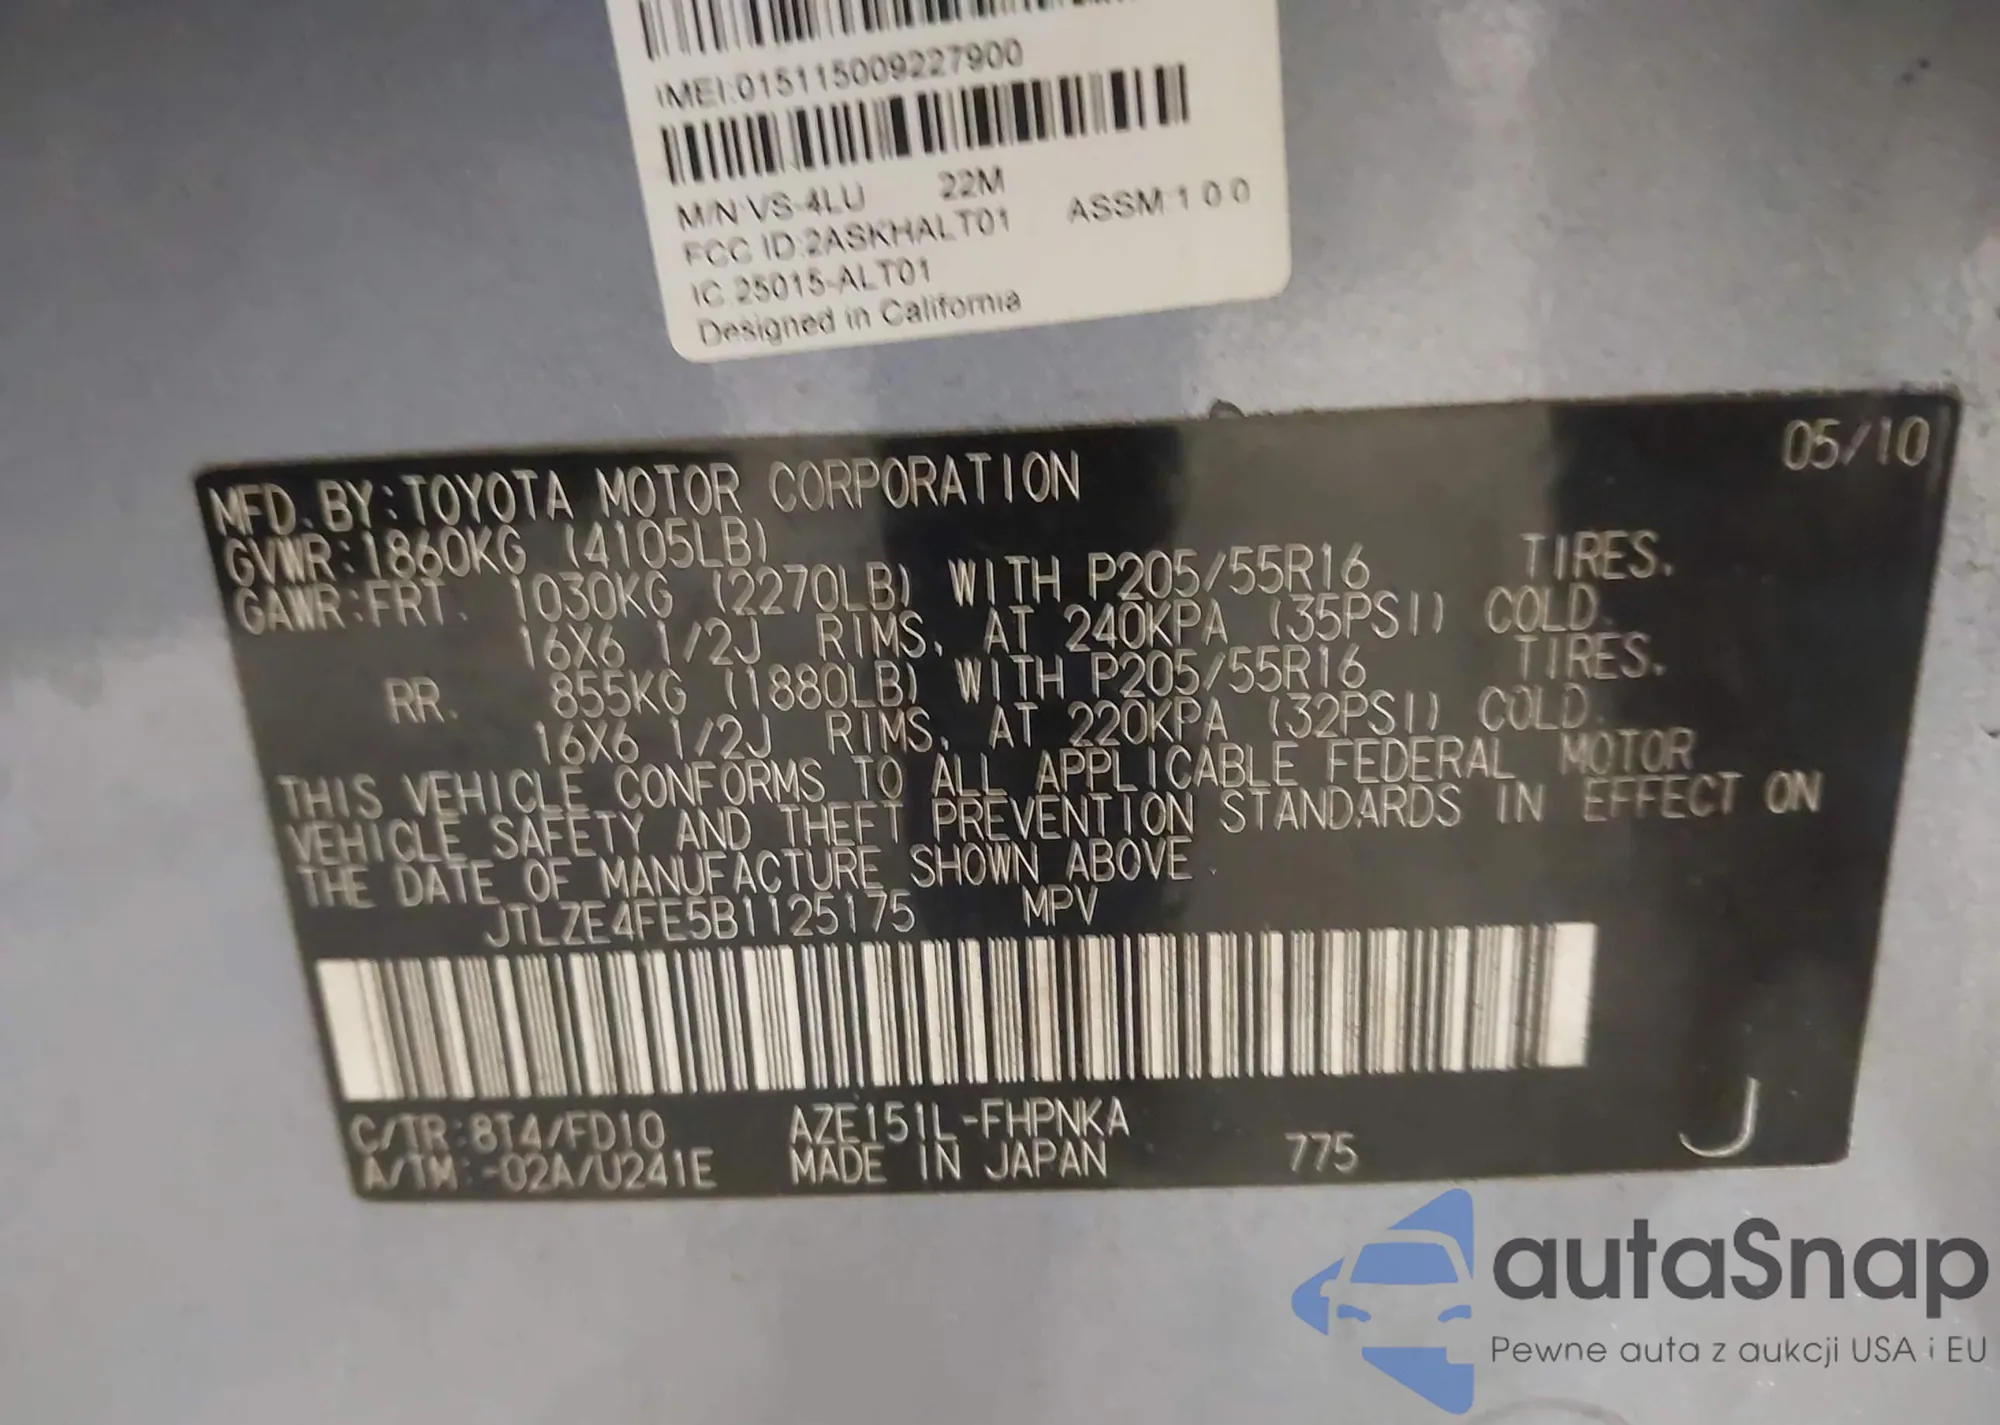 IMEI:015115009227900
M/N:VS-4LU 22M ASSM:1 0 0
FCC ID:2ASKHALT01
IC:25015-ALT01
Designed in California
05/10
MFD. BY:TOYOTA MOTOR CORPORATION
GVWR:1860KG (4105LB)
GAWR:FRT. 1030KG (2270LB) WITH P205/55R16 TIRES.
16X6 1/2J RIMS, AT 240KPA (35PSI) COLD.
RR. 855KG (1880LB) WITH P205/55R16 TIRES.
16X6 1/2J RIMS, AT 220KPA (32PSI) COLD.
THIS VEHICLE CONFORMS TO ALL APPLICABLE FEDERAL MOTOR
VEHICLE SAFETY AND THEFT PREVENTION STANDARDS IN EFFECT ON
THE DATE OF MANUFACTURE SHOWN ABOVE.
JTLZE4FE5B1125175 MPV
C/TR:8T4/FD10 AZE151L-FHPNKA
A/TM:-02A/U241E MADE IN JAPAN 775
J
autaSnap
Pewne auta z aukcji USA i EU